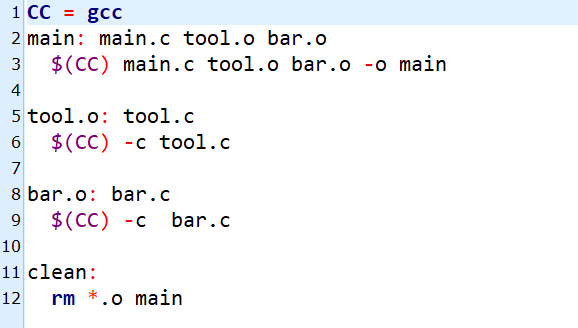 1 CC = gcc
2 main: main.c tool.o bar.o
3   $(CC) main.c tool.o bar.o -o main
4
5 tool.o: tool.c
6   $(CC) -c tool.c
7
8 bar.o: bar.c
9   $(CC) -c  bar.c
10
11 clean:
12   rm *.o main